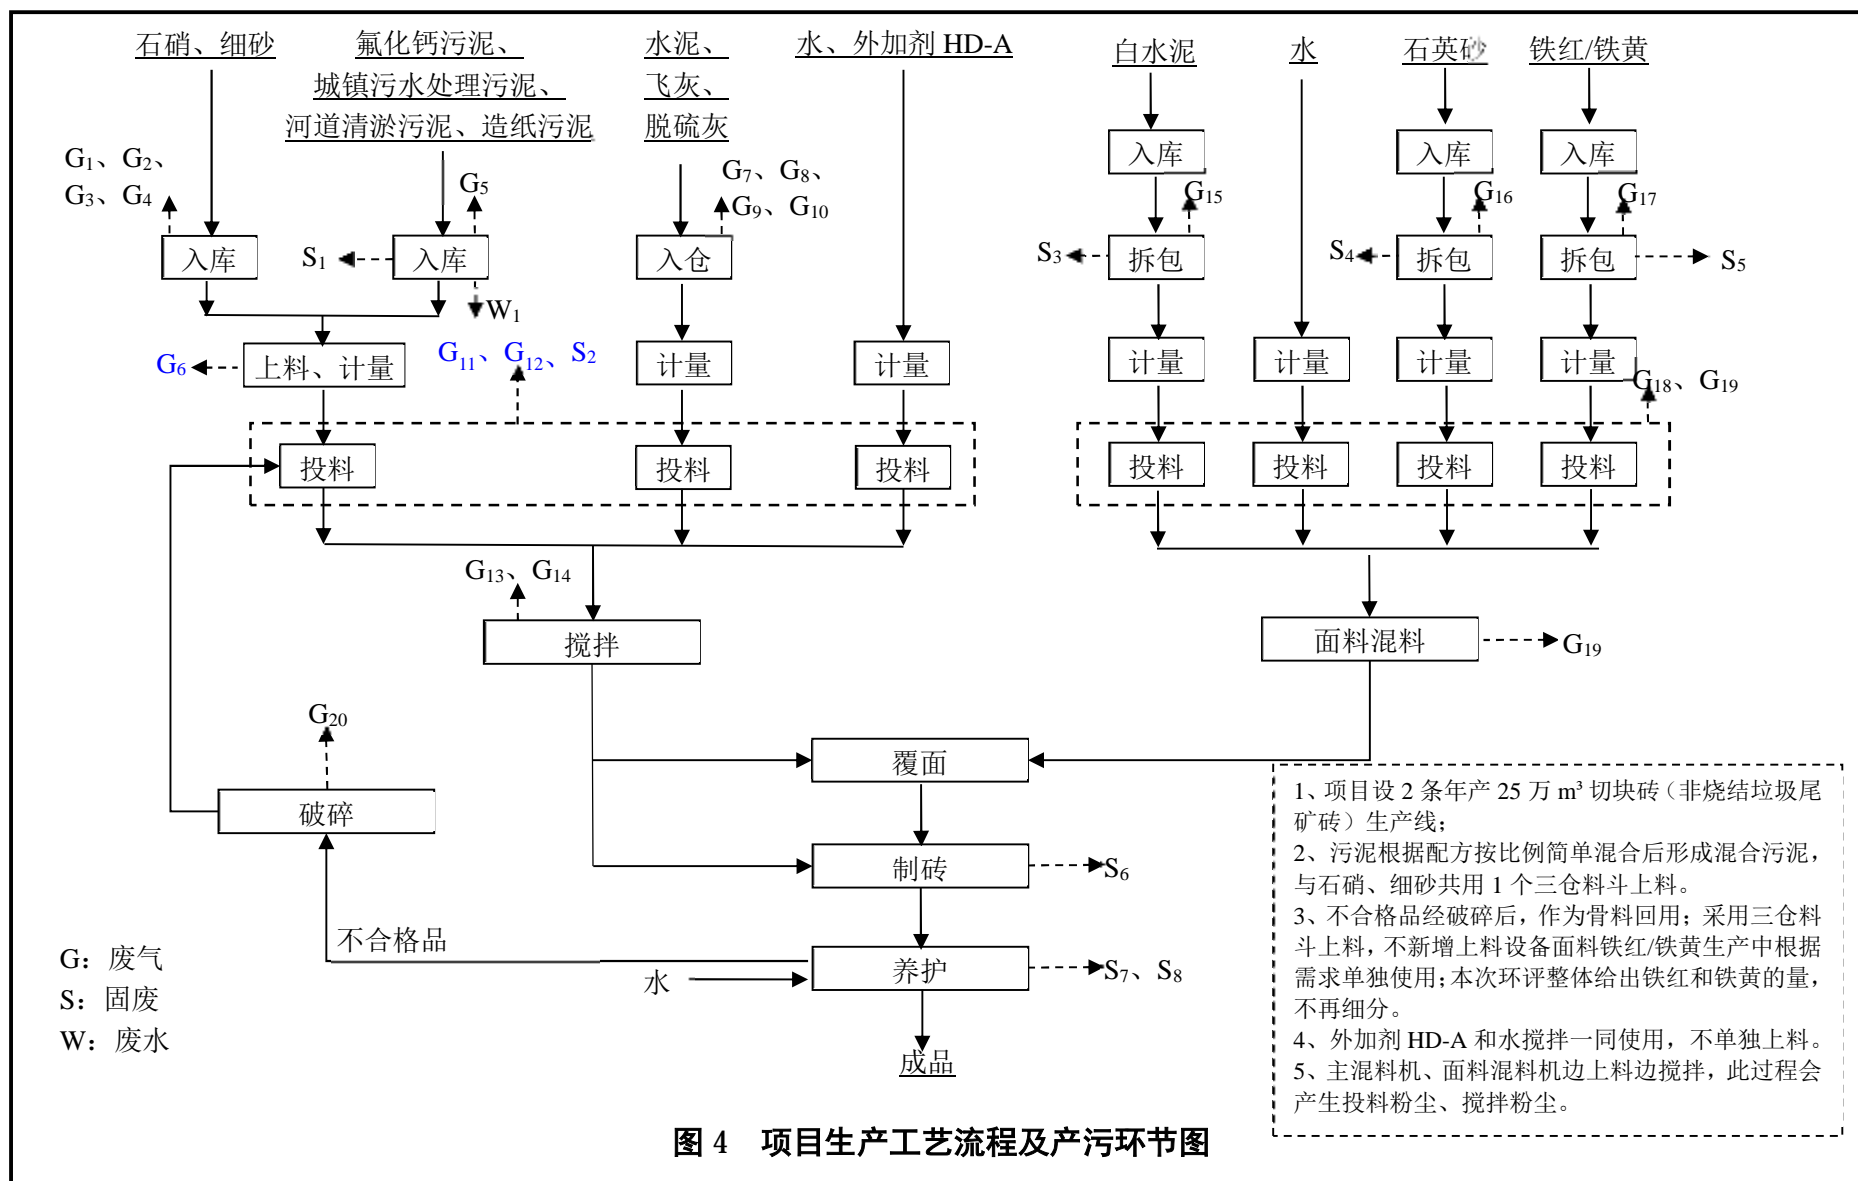 石硝、细砂
氟化钙污泥、
城镇污水处理污泥、
河道清淤污泥、造纸污泥
水泥、
飞灰、
脱硫灰
水、外加剂 HD-A
白水泥
水
石英砂
铁红/铁黄
G1、G2、
G3、G4
G5
G7、G8、
G9、G10
入库
入库
入库
G15
G16
G17
入库
S1
入库
入仓
S3
拆包
S4
拆包
拆包
S5
W1
G6
上料、计量
G11、G12、S2
计量
计量
计量
计量
计量
计量
G18、G19
投料
投料
投料
投料
投料
投料
投料
G13、G14
搅拌
面料混料
G19
G20
覆面
破碎
制砖
S6
不合格品
水
养护
S7、S8
成品
G：废气
S：固废
W：废水
1、项目设 2 条年产 25 万 m³ 切块砖（非烧结垃圾尾
矿砖）生产线；
2、污泥根据配方按比例简单混合后形成混合污泥，
与石硝、细砂共用 1 个三仓料斗上料。
3、不合格品经破碎后，作为骨料回用；采用三仓料
斗上料，不新增上料设备面料铁红/铁黄生产中根据
需求单独使用；本次环评整体给出铁红和铁黄的量，
不再细分。
4、外加剂 HD-A 和水搅拌一同使用，不单独上料。
5、主混料机、面料混料机边上料边搅拌，此过程会
产生投料粉尘、搅拌粉尘。
图 4 项目生产工艺流程及产污环节图